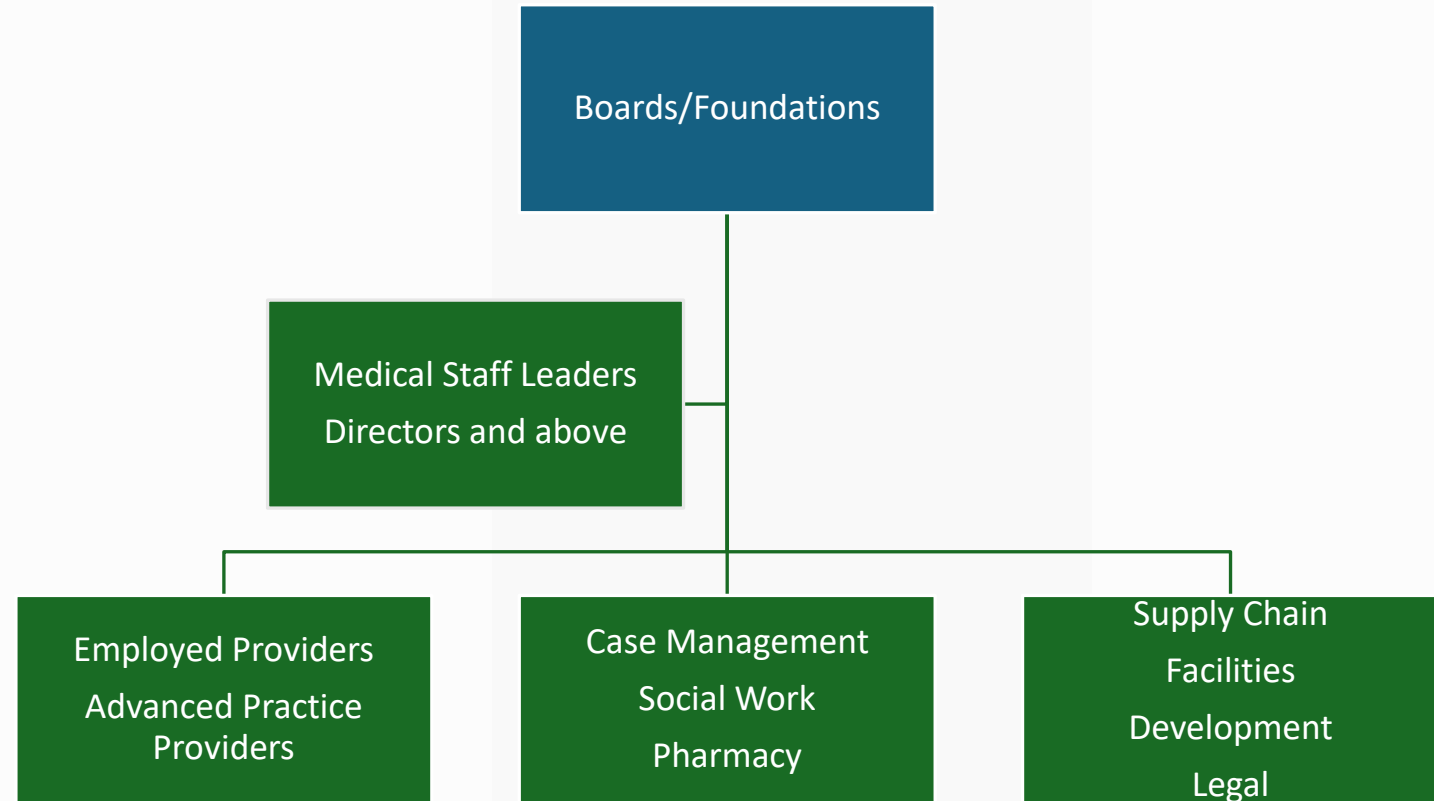 Boards/Foundations
Medical Staff Leaders
Directors and above
Employed Providers
Advanced Practice
Providers
Case Management
Social Work
Pharmacy
Supply Chain
Facilities
Development
Legal